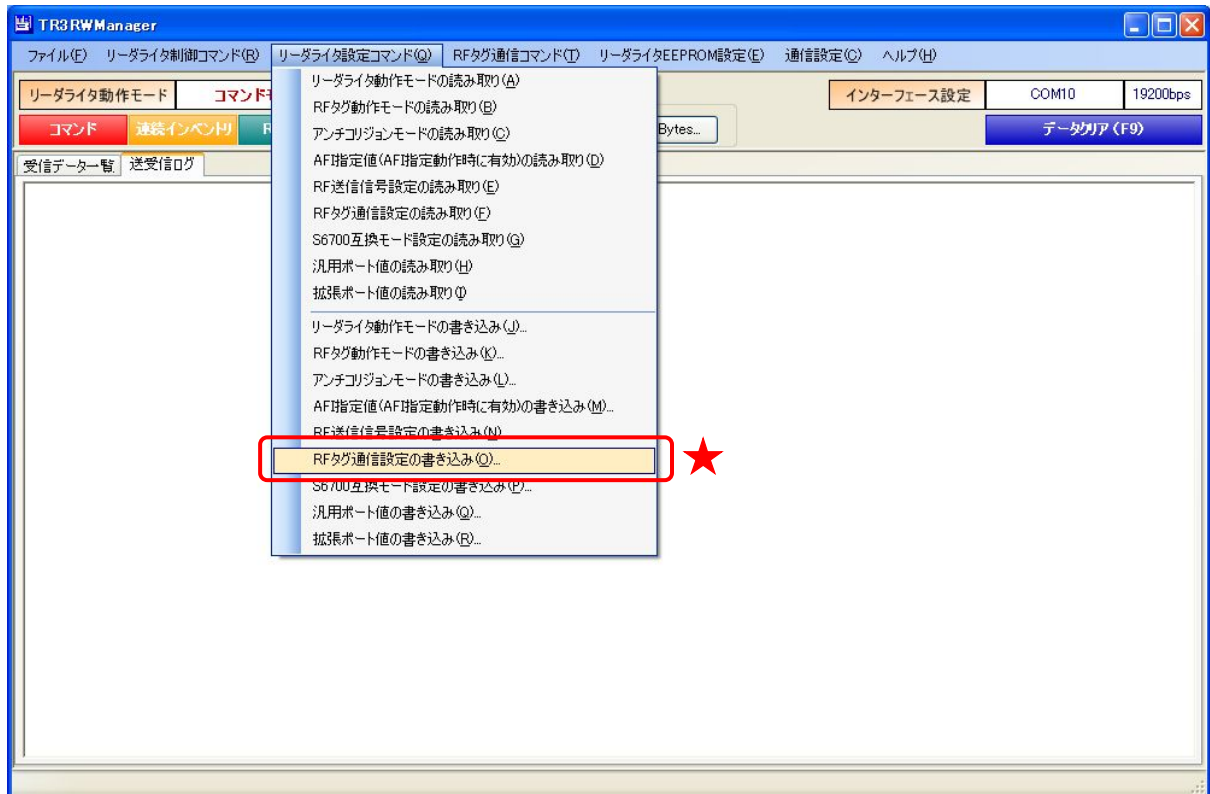 TR3RWManager
ファイル(F) リーダライタ制御コマンド(R) リーダライタ設定コマンド(Q) RFタグ通信コマンド(T) リーダライタEEPROM設定(E) 通信設定(C) ヘルプ(H)
リーダライタ動作モード コマンド インターフェース設定 COM10 19200bps
コマンド 連続インベントリ R Bytes... データクリア(F9)
受信データ一覧 送受信ログ
リーダライタ動作モードの読み取り(A)
RFタグ動作モードの読み取り(B)
アンチコリジョンモードの読み取り(C)
AFI指定値(AFI指定動作時に有効)の読み取り(D)
RF送信信号設定の読み取り(E)
RFタグ通信設定の読み取り(F)
S6700互換モード設定の読み取り(G)
汎用ポート値の読み取り(H)
拡張ポート値の読み取り(I)
リーダライタ動作モードの書き込み(J)...
RFタグ動作モードの書き込み(K)...
アンチコリジョンモードの書き込み(L)...
AFI指定値(AFI指定動作時に有効)の書き込み(M)...
RF送信信号設定の書き込み(N)
RFタグ通信設定の書き込み(O)...
S6700互換モード設定の書き込み(P)...
汎用ポート値の書き込み(Q)...
拡張ポート値の書き込み(R)...